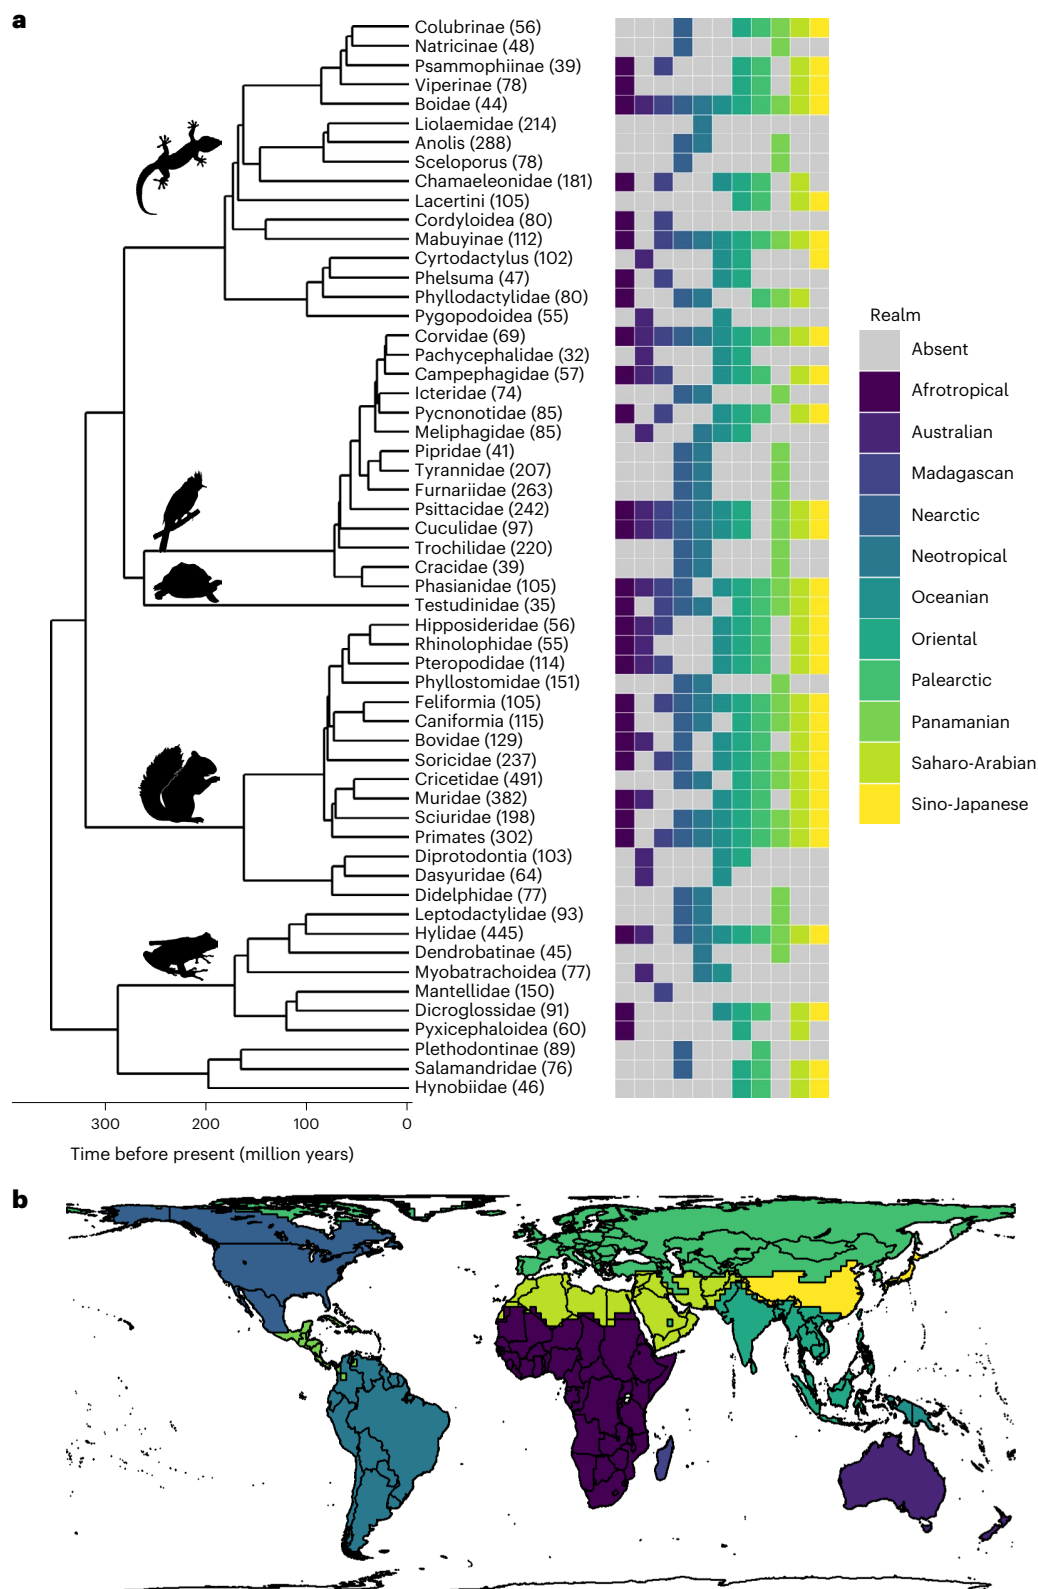 a
Colubrinae (56)
Natricinae (48)
Psammophiinae (39)
Viperinae (78)
Boidae (44)
Liolaemidae (214)
Anolis (288)
Sceloporus (78)
Chamaeleonidae (181)
Lacertini (105)
Cordyloidea (80)
Mabuyinae (112)
Cyrtodactylus (102)
Phelsuma (47)
Phyllodactylidae (80)
Pygopodoidea (55)
Corvidae (69)
Pachycephalidae (32)
Campephagidae (57)
Icteridae (74)
Pycnonotidae (85)
Meliphagidae (85)
Pipridae (41)
Tyrannidae (207)
Furnariidae (263)
Psittacidae (242)
Cuculidae (97)
Trochilidae (220)
Cracidae (39)
Phasianidae (105)
Testudinidae (35)
Hipposideridae (56)
Rhinolophidae (55)
Pteropodidae (114)
Phyllostomidae (151)
Feliformia (105)
Caniformia (115)
Bovidae (129)
Soricidae (237)
Cricetidae (491)
Muridae (382)
Sciuridae (198)
Primates (302)
Diprotodontia (103)
Dasyuridae (64)
Didelphidae (77)
Leptodactylidae (93)
Hylidae (445)
Dendrobatinae (45)
Myobatrachoidea (77)
Mantellidae (150)
Dicroglossidae (91)
Pyxicephaloidea (60)
Plethodontinae (89)
Salamandridae (76)
Hynobiidae (46)
300 200 100 0
Time before present (million years)
Realm
Absent
Afrotropical
Australian
Madagascan
Nearctic
Neotropical
Oceanian
Oriental
Palearctic
Panamanian
Saharo-Arabian
Sino-Japanese
b